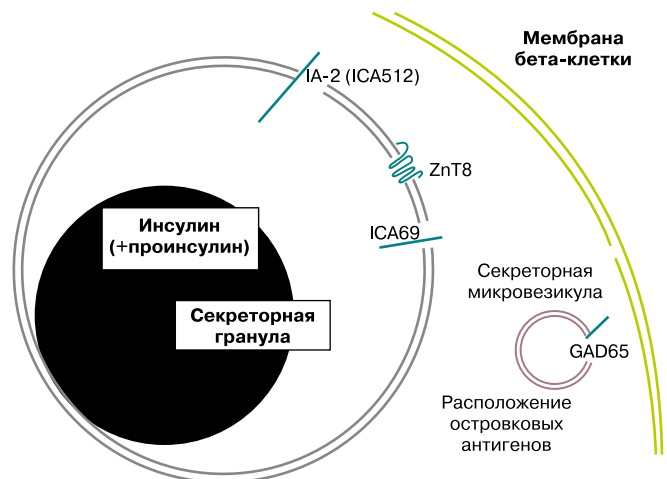 Мембрана
бета-клетки
IA-2 (ICA512)
ZnT8
ICA69
Инсулин
(+проинсулин)
Секреторная
гранула
Секреторная
микровезикула
GAD65
Расположение
островковых
антигенов